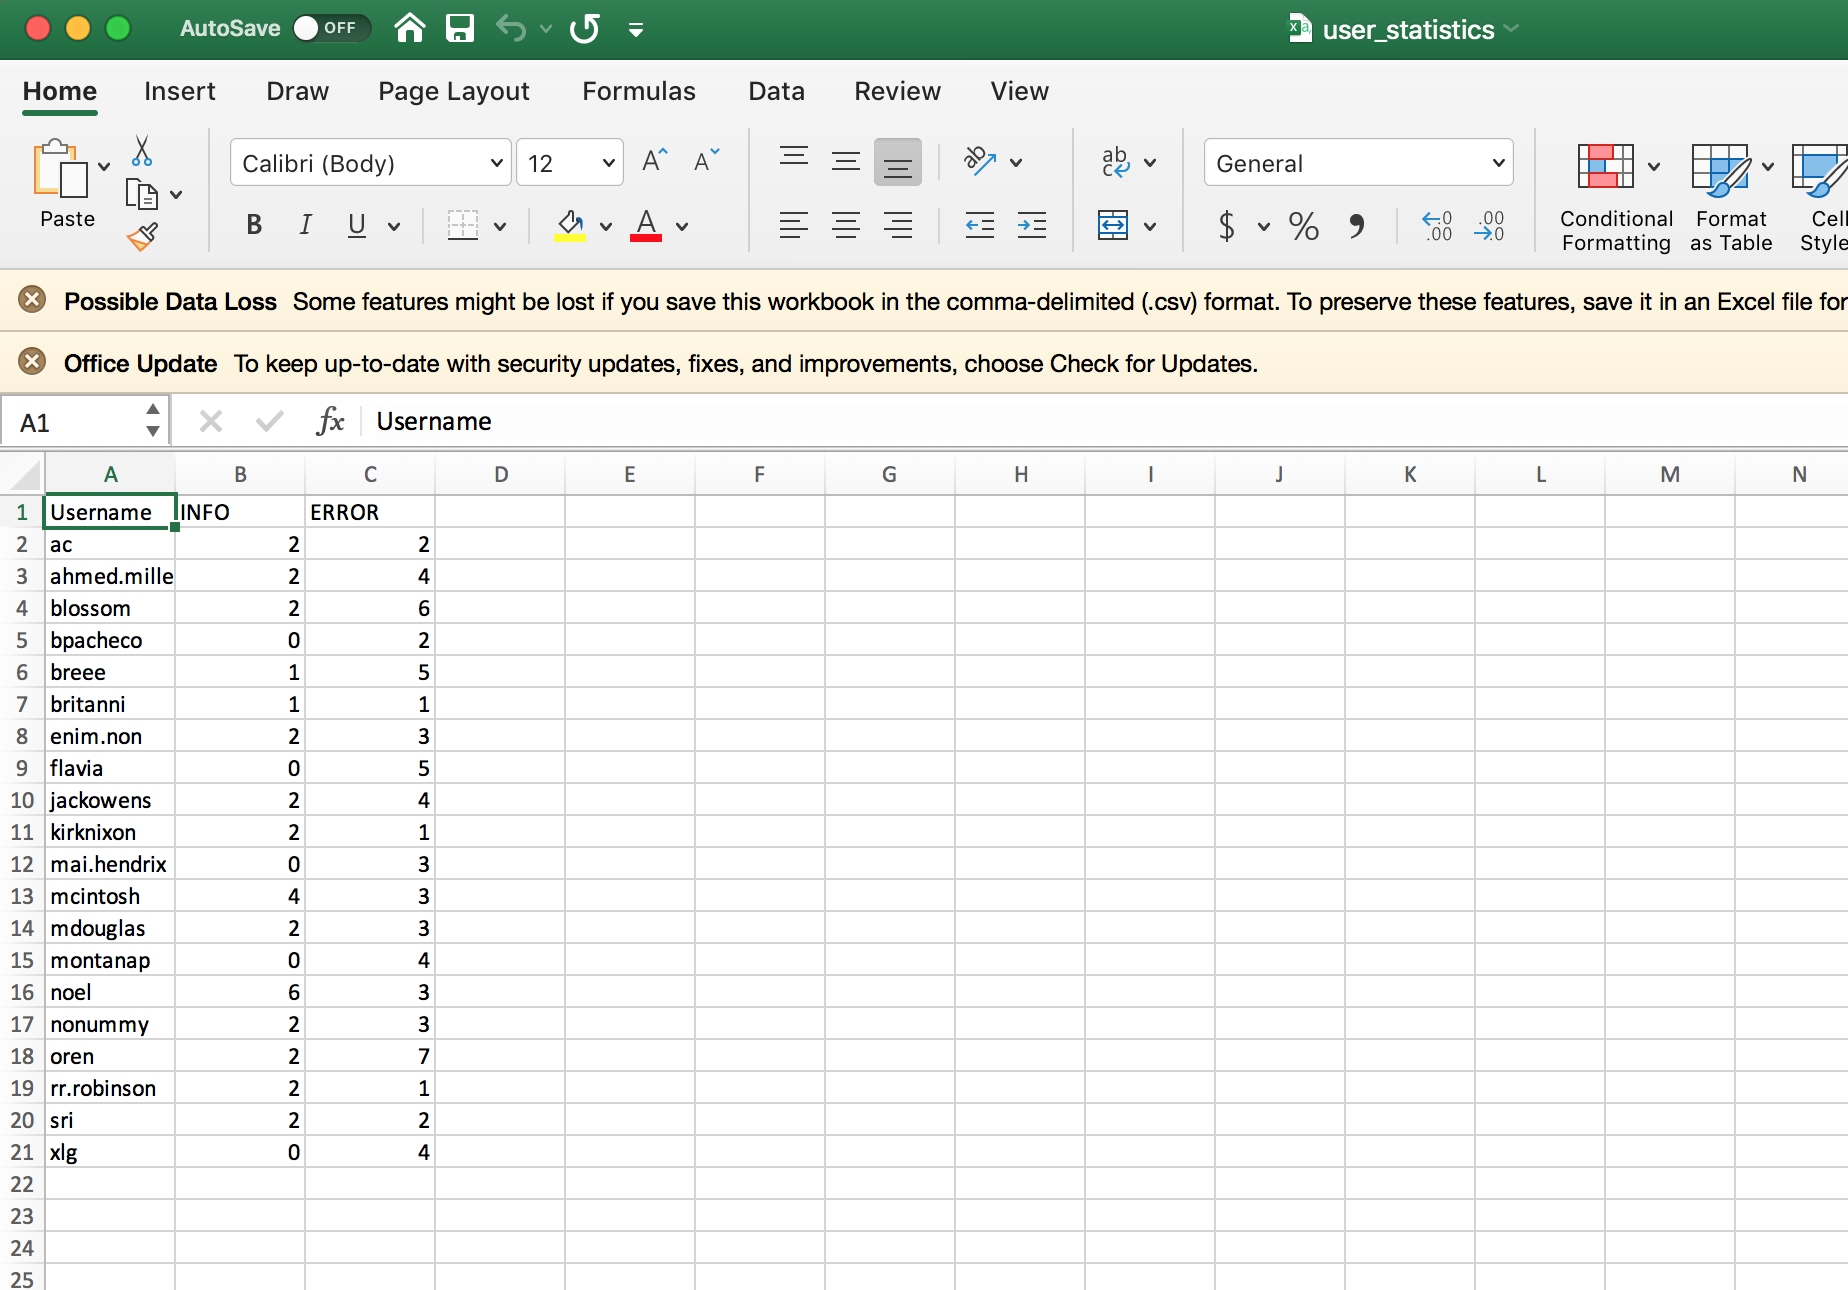 AutoSave OFF user_statistics
Home Insert Draw Page Layout Formulas Data Review View
Paste Calibri (Body) 12 General Conditional Formatting Format as Table
B I U A $ % ,
Possible Data Loss Some features might be lost if you save this workbook in the comma-delimited (.csv) format. To preserve these features, save it in an Excel file for
Office Update To keep up-to-date with security updates, fixes, and improvements, choose Check for Updates.
A1 fx Username
A B C D E F G H I J K L M N
1 Username INFO ERROR
2 ac 2 2
3 ahmed.mille 2 4
4 blossom 2 6
5 bpacheco 0 2
6 breee 1 5
7 britanni 1 1
8 enim.non 2 3
9 flavia 0 5
10 jackowens 2 4
11 kirknixon 2 1
12 mai.hendrix 0 3
13 mcintosh 4 3
14 mdouglas 2 3
15 montanap 0 4
16 noel 6 3
17 nonummy 2 3
18 oren 2 7
19 rr.robinson 2 1
20 sri 2 2
21 xlg 0 4
22
23
24
25